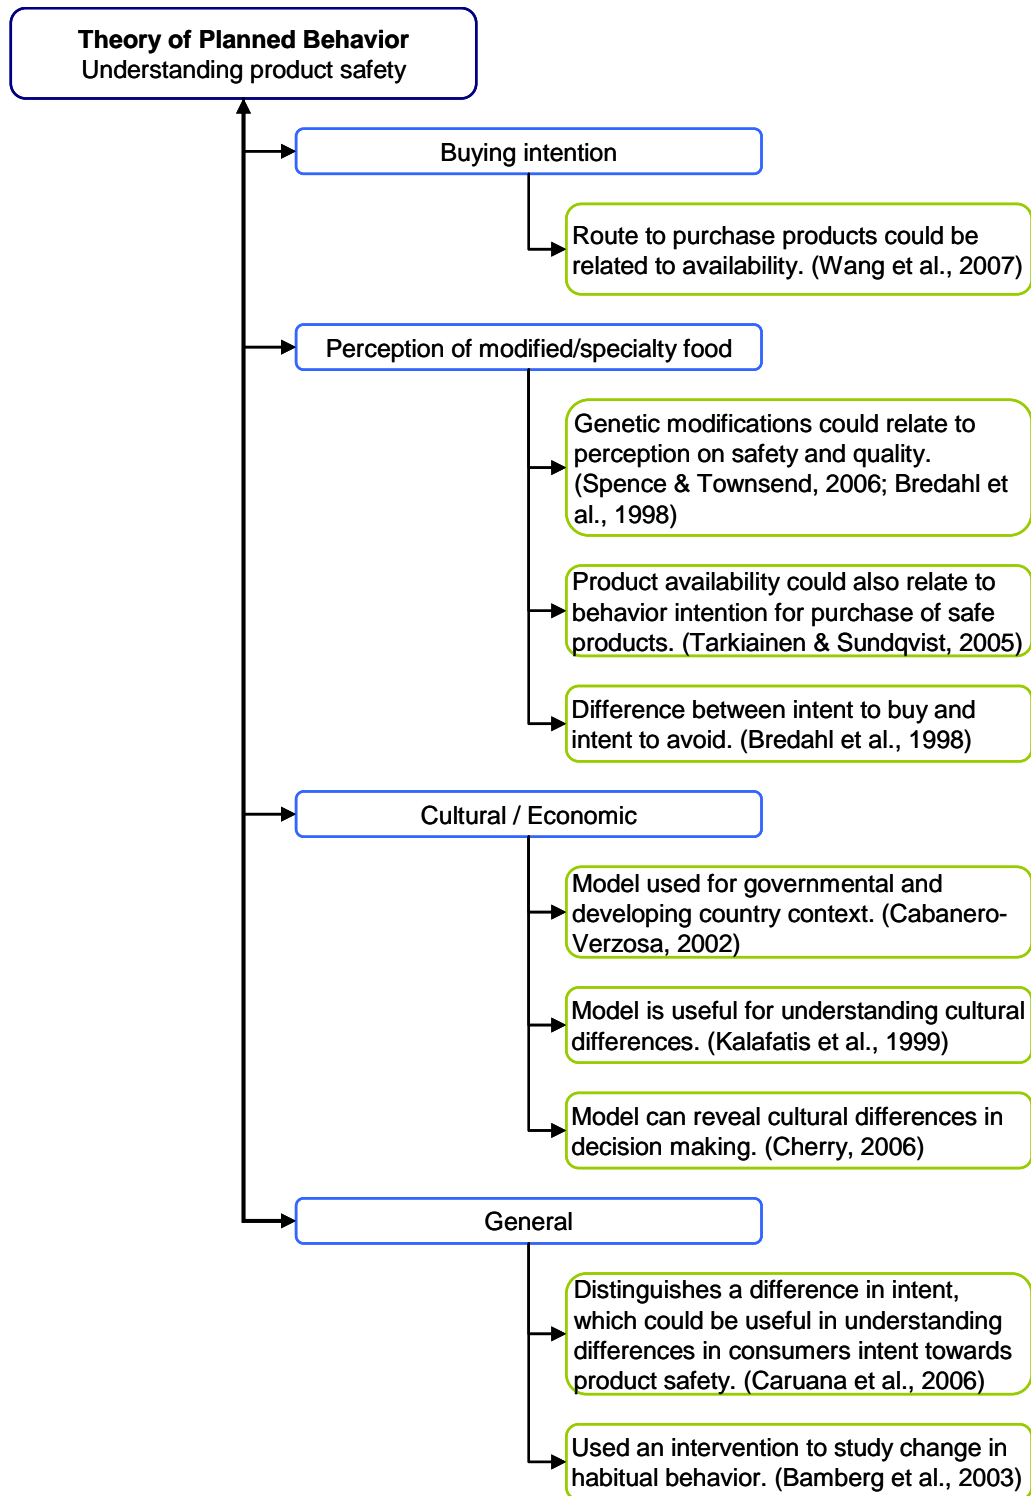 Theory of Planned Behavior
Understanding product safety
Buying intention
Route to purchase products could be
related to availability. (Wang et al., 2007)
Perception of modified/specialty food
Genetic modifications could relate to
perception on safety and quality.
(Spence & Townsend, 2006; Bredahl et
al., 1998)
Product availability could also relate to
behavior intention for purchase of safe
products. (Tarkiainen & Sundqvist, 2005)
Difference between intent to buy and
intent to avoid. (Bredahl et al., 1998)
Cultural / Economic
Model used for governmental and
developing country context. (Cabanero-
Verzosa, 2002)
Model is useful for understanding cultural
differences. (Kalafatis et al., 1999)
Model can reveal cultural differences in
decision making. (Cherry, 2006)
General
Distinguishes a difference in intent,
which could be useful in understanding
differences in consumers intent towards
product safety. (Caruana et al., 2006)
Used an intervention to study change in
habitual behavior. (Bamberg et al., 2003)